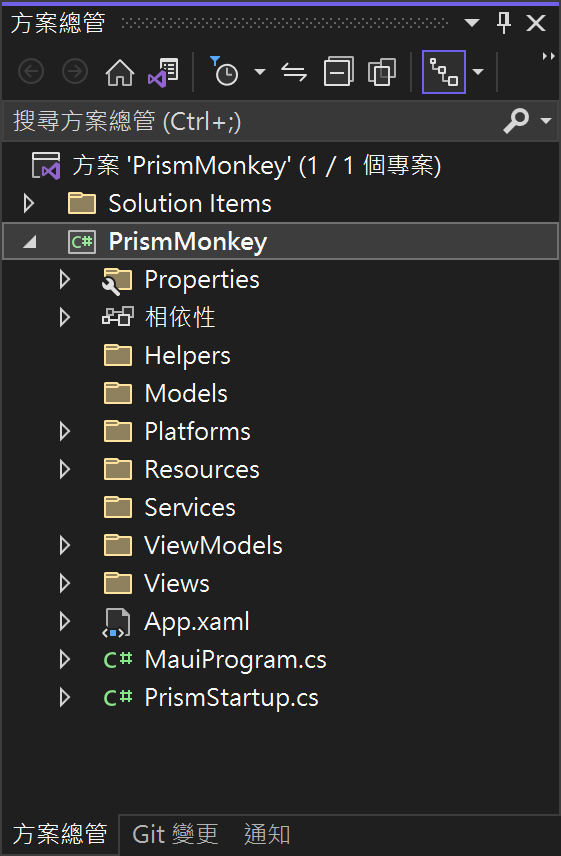 方案總管
搜尋方案總管 (Ctrl+;)
方案 'PrismMonkey' (1 / 1 個專案)
Solution Items
C# PrismMonkey
Properties
相依性
Helpers
Models
Platforms
Resources
Services
ViewModels
Views
App.xaml
C# MauiProgram.cs
C# PrismStartup.cs
方案總管 Git 變更 通知